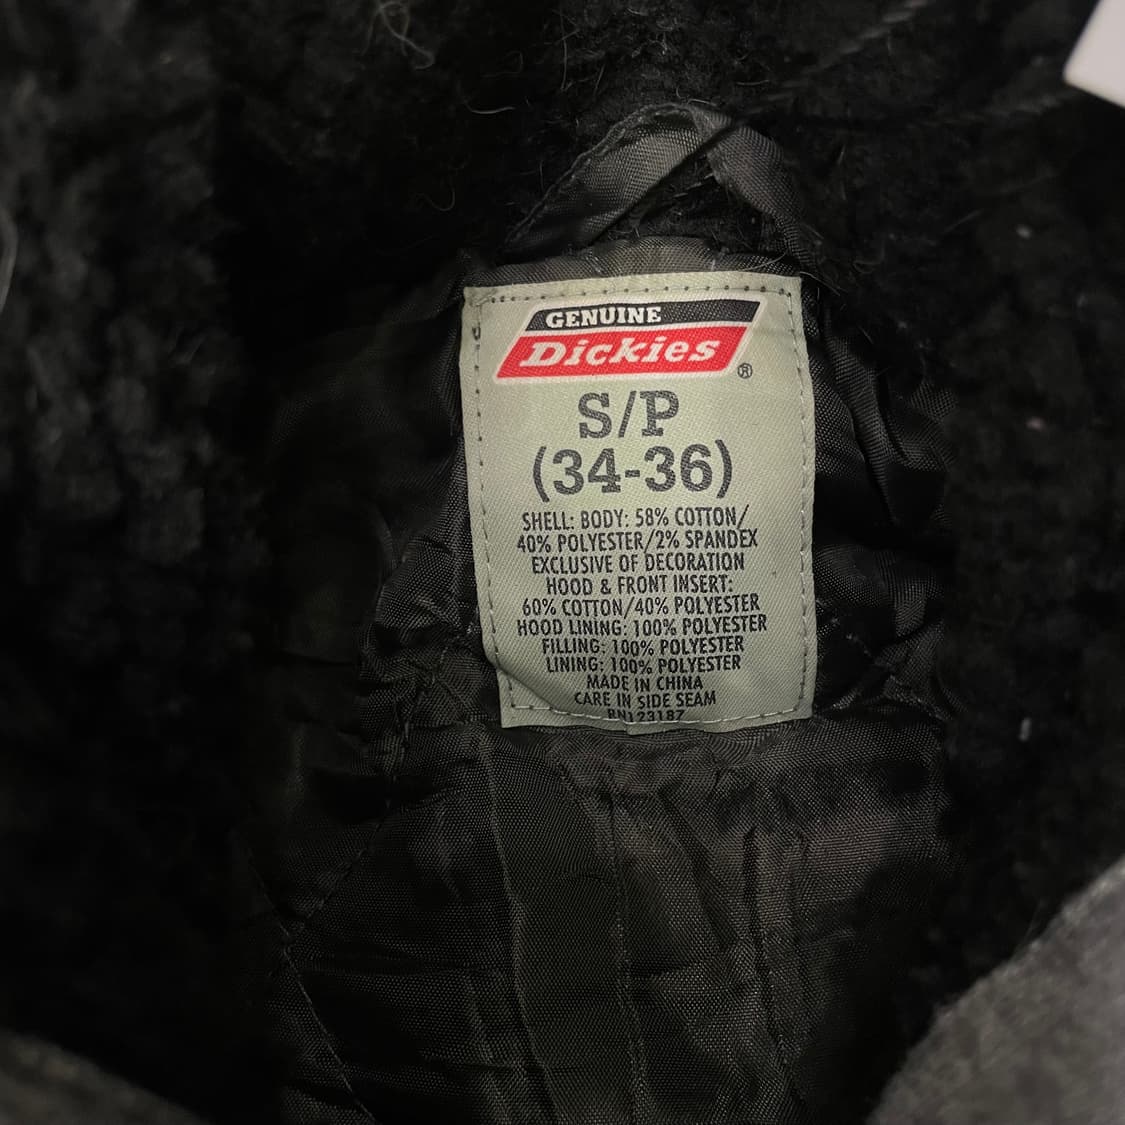 GENUINE
Dickies®
S/P
(34-36)
SHELL: BODY: 58% COTTON/
40% POLYESTER/2% SPANDEX
EXCLUSIVE OF DECORATION
HOOD & FRONT INSERT:
60% COTTON/40% POLYESTER
HOOD LINING: 100% POLYESTER
FILLING: 100% POLYESTER
LINING: 100% POLYESTER
MADE IN CHINA
CARE IN SIDE SEAM
RN123187